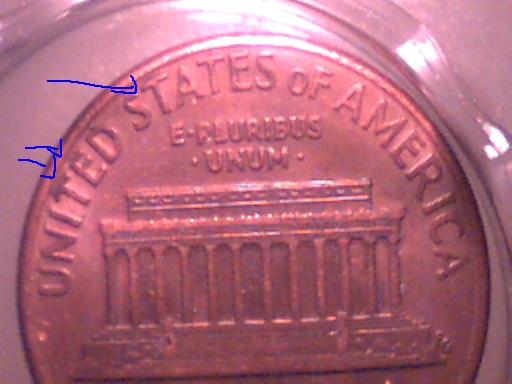 UNITED STATES OF AMERICA
E·PLURIBUS
·UNUM·